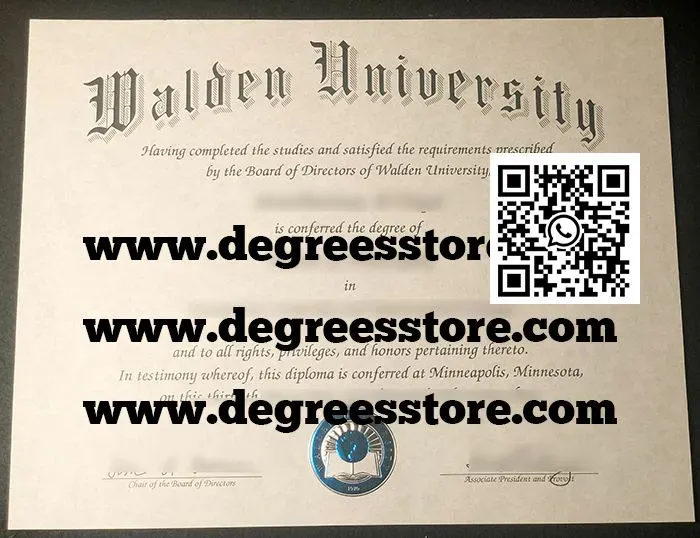 Walden University
Having completed the studies and satisfied the requirements prescribed
by the Board of Directors of Walden University,
is conferred the degree of
www.degreesstore.
in
www.degreesstore.com
and to all rights, privileges, and honors pertaining thereto.
In testimony whereof, this diploma is conferred at Minneapolis, Minnesota,
on this thirtieth
www.degreesstore.com
Chair of the Board of Directors
Associate President and Provost